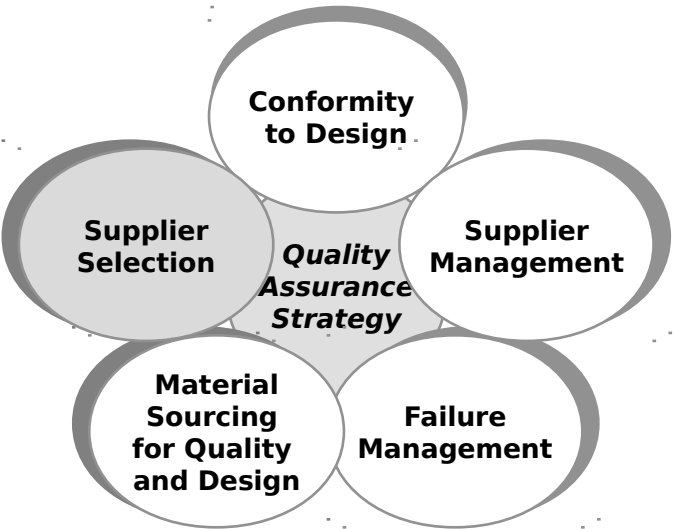 Conformity
to Design
Supplier
Selection
Quality
Assurance
Strategy
Supplier
Management
Material
Sourcing
for Quality
and Design
Failure
Management